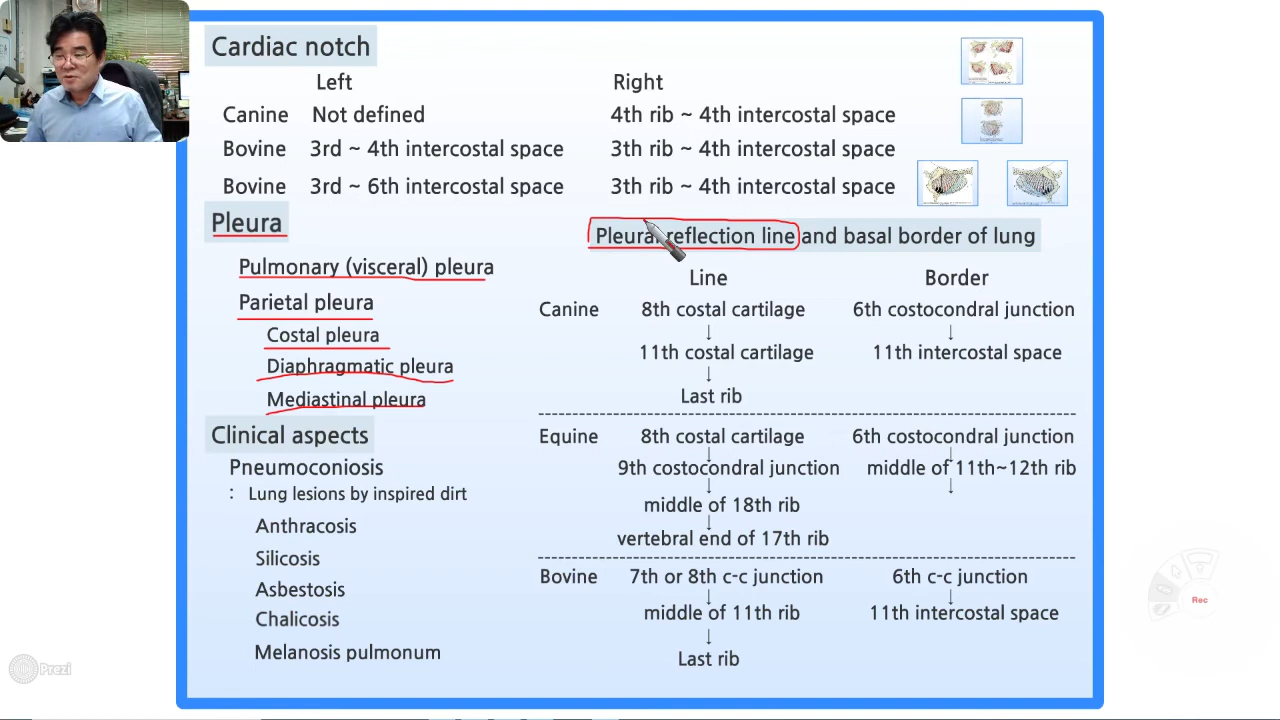 Cardiac notch
Left Right
Canine Not defined 4th rib ~ 4th intercostal space
Bovine 3rd ~ 4th intercostal space 3th rib ~ 4th intercostal space
Bovine 3rd ~ 6th intercostal space 3th rib ~ 4th intercostal space
Pleura
Pulmonary (visceral) pleura
Parietal pleura
Costal pleura
Diaphragmatic pleura
Mediastinal pleura
Clinical aspects
Pneumoconiosis
: Lung lesions by inspired dirt
Anthracosis
Silicosis
Asbestosis
Chalicosis
Melanosis pulmonum
Pleural reflection line and basal border of lung
Line Border
Canine 8th costal cartilage 6th costocondral junction
↓ ↓
11th costal cartilage 11th intercostal space
↓
Last rib
Equine 8th costal cartilage 6th costocondral junction
↓ ↓
9th costocondral junction middle of 11th~12th rib
↓ ↓
middle of 18th rib
↓
vertebral end of 17th rib
Bovine 7th or 8th c-c junction 6th c-c junction
↓ ↓
middle of 11th rib 11th intercostal space
↓
Last rib
Rec
Prezi